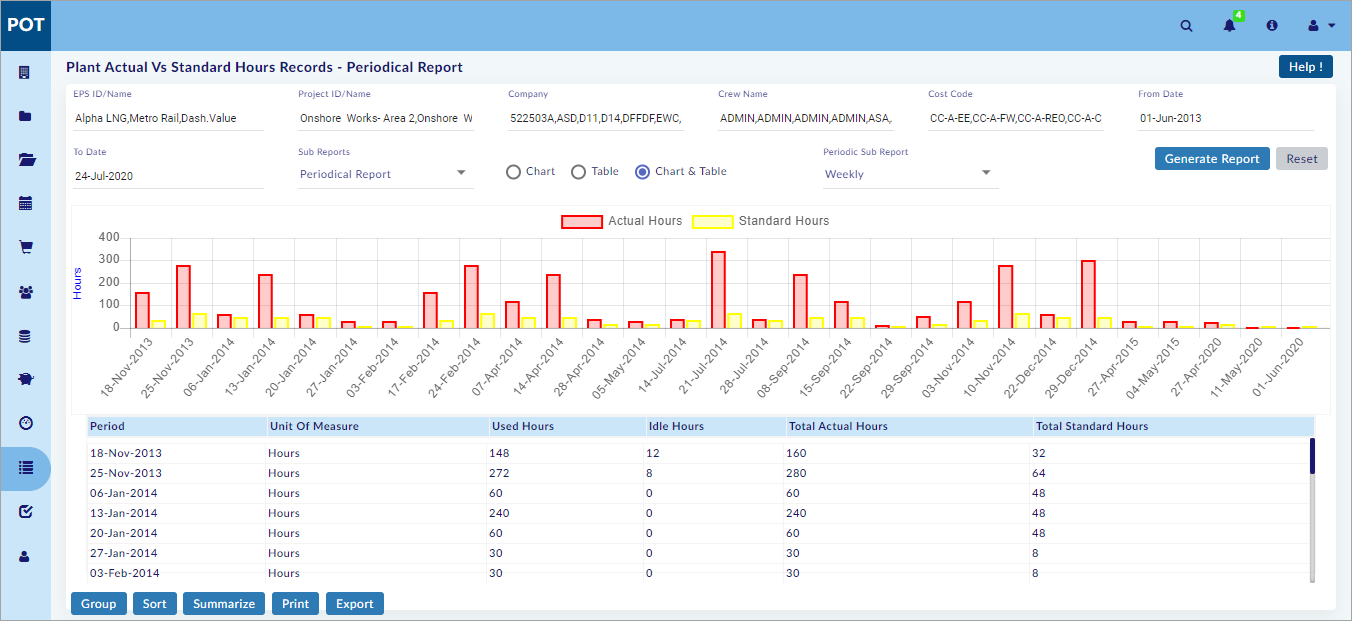 POT
4
Plant Actual Vs Standard Hours Records - Periodical Report
Help !
EPS ID/Name Project ID/Name Company Crew Name Cost Code From Date
Alpha LNG,Metro Rail,Dash.Value Onshore Works- Area 2,Onshore W 522503A,ASD,D11,D14,DFFDF,EWC, ADMIN,ADMIN,ADMIN,ADMIN,ASA, CC-A-EE,CC-A-FW,CC-A-REO,CC-A-C 01-Jun-2013
To Date Sub Reports Periodic Sub Report
24-Jul-2020 Periodical Report Chart Table Chart & Table Weekly Generate Report Reset
Actual Hours Standard Hours
Hours
400
300
200
100
0
18-Nov-2013 25-Nov-2013 06-Jan-2014 13-Jan-2014 20-Jan-2014 27-Jan-2014 03-Feb-2014 17-Feb-2014 24-Feb-2014 07-Apr-2014 14-Apr-2014 28-Apr-2014 05-May-2014 14-Jul-2014 21-Jul-2014 28-Jul-2014 08-Sep-2014 15-Sep-2014 22-Sep-2014 29-Sep-2014 03-Nov-2014 10-Nov-2014 22-Dec-2014 29-Dec-2014 27-Apr-2015 04-May-2015 27-Apr-2020 11-May-2020 01-Jun-2020
Period Unit Of Measure Used Hours Idle Hours Total Actual Hours Total Standard Hours
18-Nov-2013 Hours 148 12 160 32
25-Nov-2013 Hours 272 8 280 64
06-Jan-2014 Hours 60 0 60 48
13-Jan-2014 Hours 240 0 240 48
20-Jan-2014 Hours 60 0 60 48
27-Jan-2014 Hours 30 0 30 8
03-Feb-2014 Hours 30 0 30 8
Group Sort Summarize Print Export